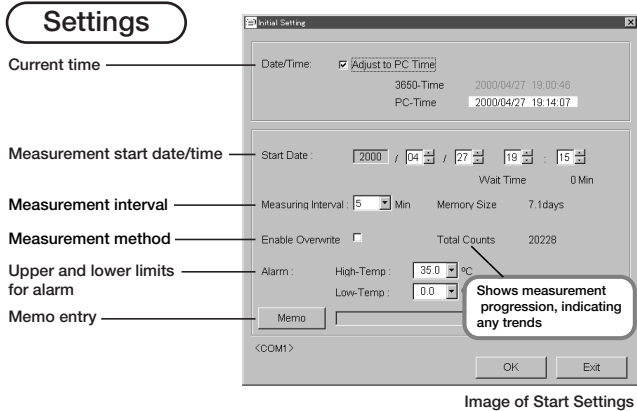 Settings
Initial Setting
Current time
Date/Time: Adjust to PC Time
3650-Time 2000/04/27 19:00:46
PC-Time 2000/04/27 19:14:07
Measurement start date/time
Start Date : 2000 / 04 / 27 19 : 15
Wait Time 0 Min
Measurement interval
Measuring Interval : 5 Min Memory Size 7.1days
Measurement method
Enable Overwrite Total Counts 20228
Upper and lower limits
for alarm
Alarm : High-Temp : 35.0 °C
Low-Temp : 0.0
Shows measurement
progression, indicating
any trends
Memo entry
Memo
<COM1>
OK Exit
Image of Start Settings